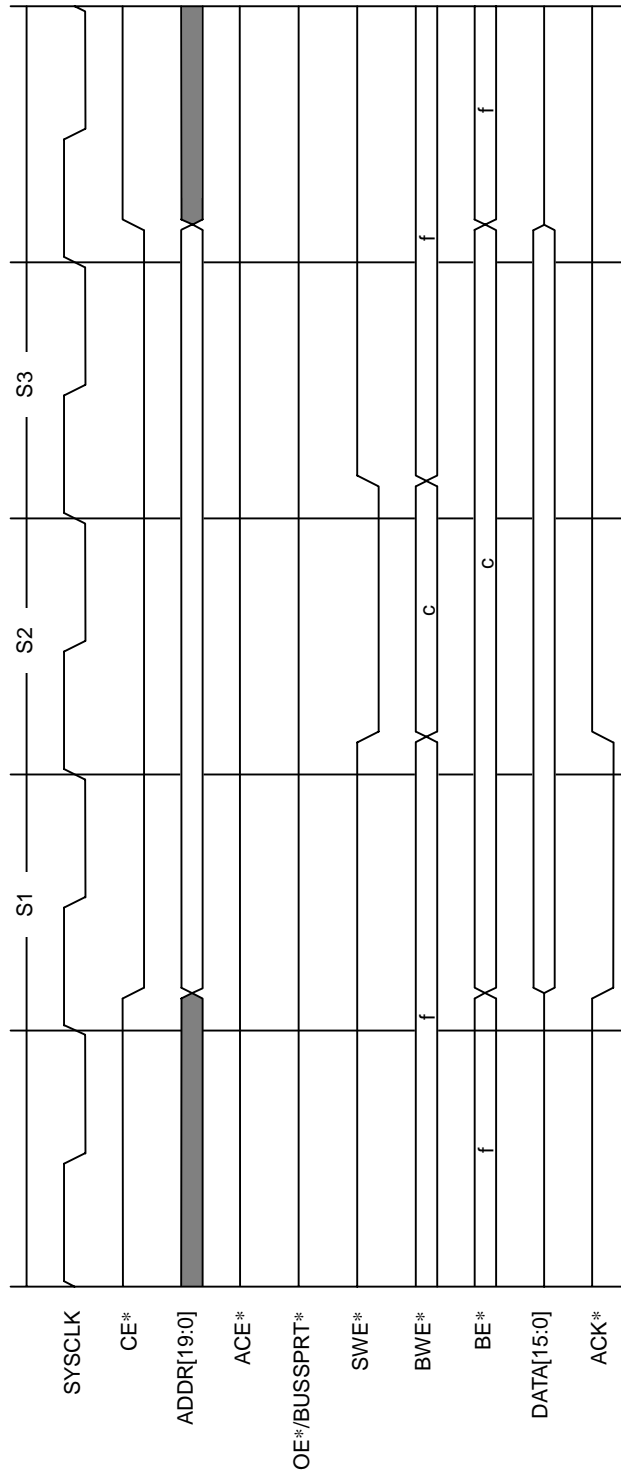 S1 S2 S3
SYSCLK
CE*
ADDR[19:0]
ACE*
OE*/BUSSPRT*
SWE*
BWE* f c f
BE* f c f
DATA[15:0]
ACK*